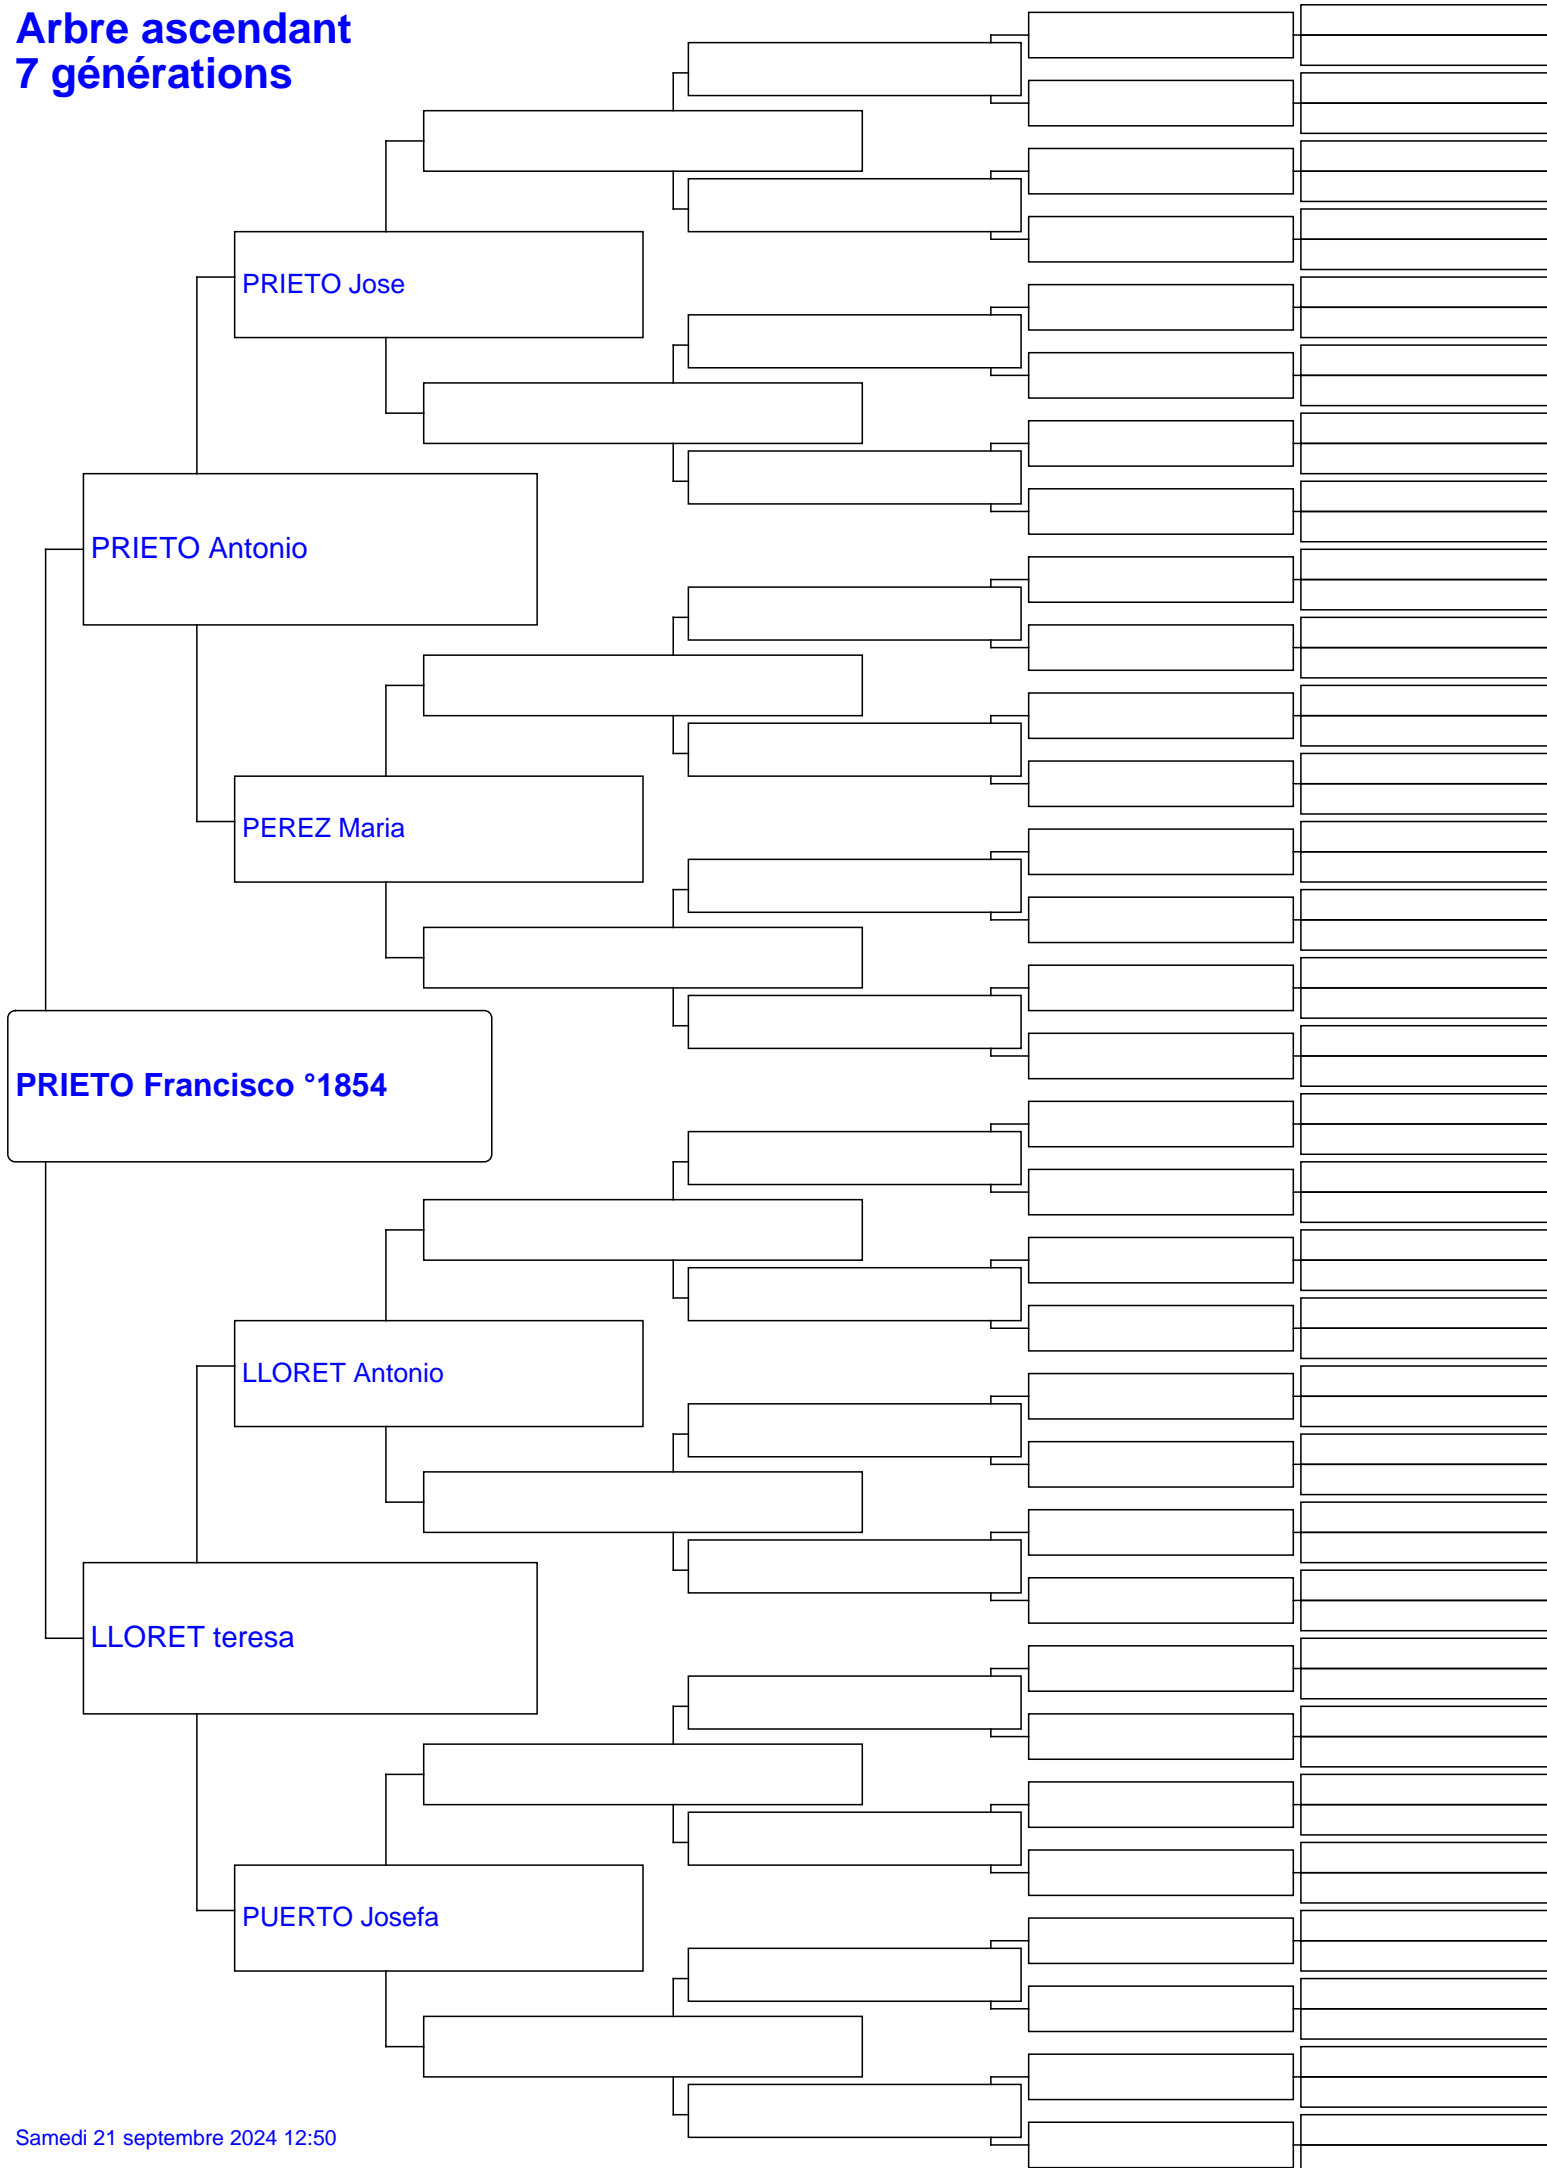 Arbre ascendant
7 générations
PRIETO Jose
PRIETO Antonio
PEREZ Maria
PRIETO Francisco °1854
LLORET Antonio
LLORET teresa
PUERTO Josefa
Samedi 21 septembre 2024 12:50